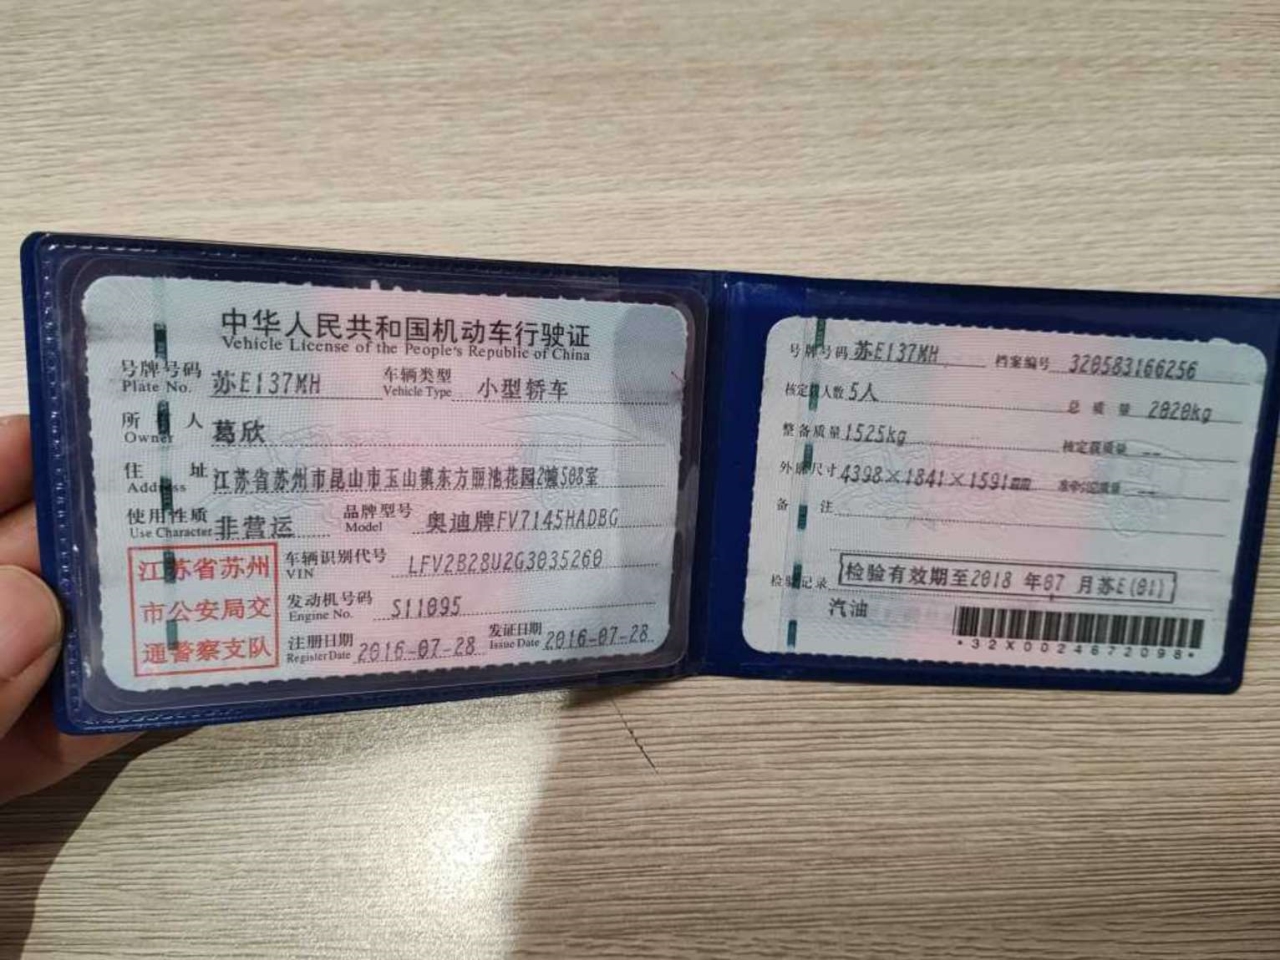 中华人民共和国机动车行驶证
Vehicle License of the People's Republic of China
号牌号码 苏E137MH 车辆类型 小型轿车
Plate No. Vehicle Type
所 人 葛欣
Owner
住 址 江苏省苏州市昆山市玉山镇东方丽池花园2幢508室
Address
使用性质 非营运 品牌型号 奥迪牌FV7145HADBG
Use Character Model
江苏省苏州
市公安局交
通警察支队
车辆识别代号 LFV2B28U2G3035260
VIN
发动机号码 S11095
Engine No.
注册日期 2016-07-28 发证日期 2016-07-28
Register Date Issue Date
号牌号码 苏E137MH 档案编号 320583166256
核定载人数 5人 总 质 量 2020kg
整备质量 1525kg 核定载质量 --
外廓尺寸 4398×1841×1591mm 准牵引总质量 --
备 注
检验记录 检验有效期至2018 年07 月苏E(01)
汽油
*32X0024672098*